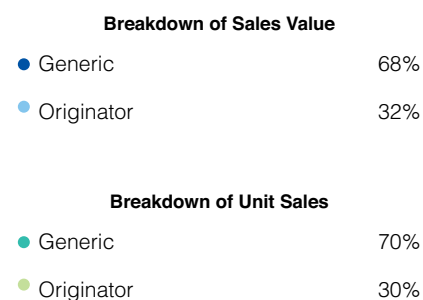 Breakdown of Sales Value
Generic 68%
Originator 32%
Breakdown of Unit Sales
Generic 70%
Originator 30%